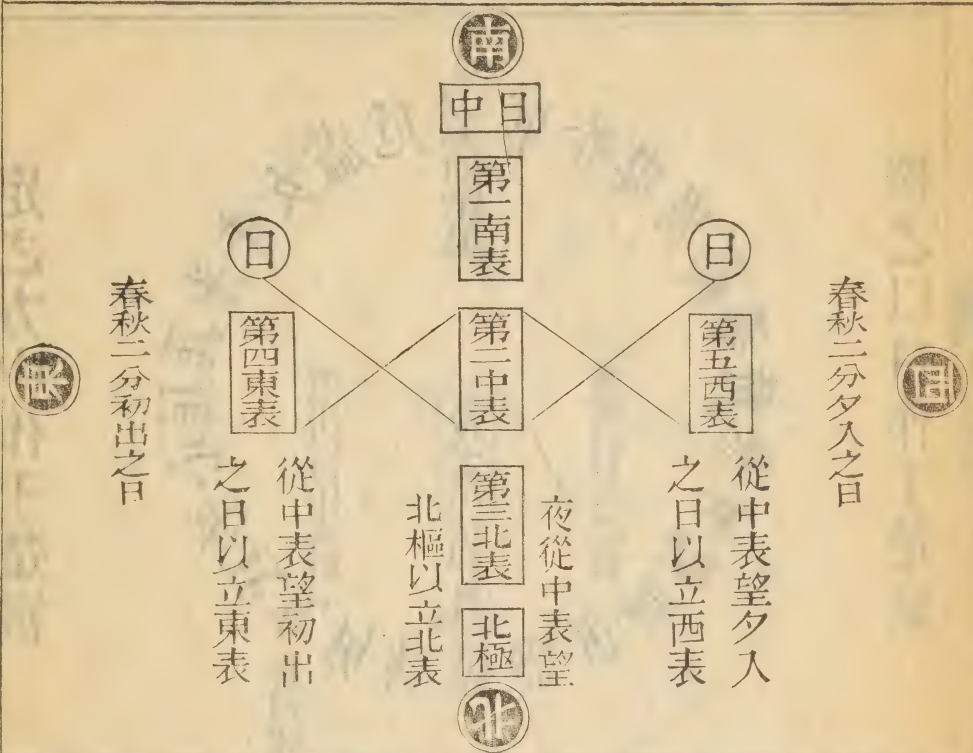 南
日中
西
春秋二分夕入之日
日
第五西表
從中表望夕入
之日以立西表
第一南表
第二中表
第三北表
北極
夜從中表望
北樞以立北表
日
第四東表
從中表望初出
之日以立東表
春秋二分初出之日
東
北